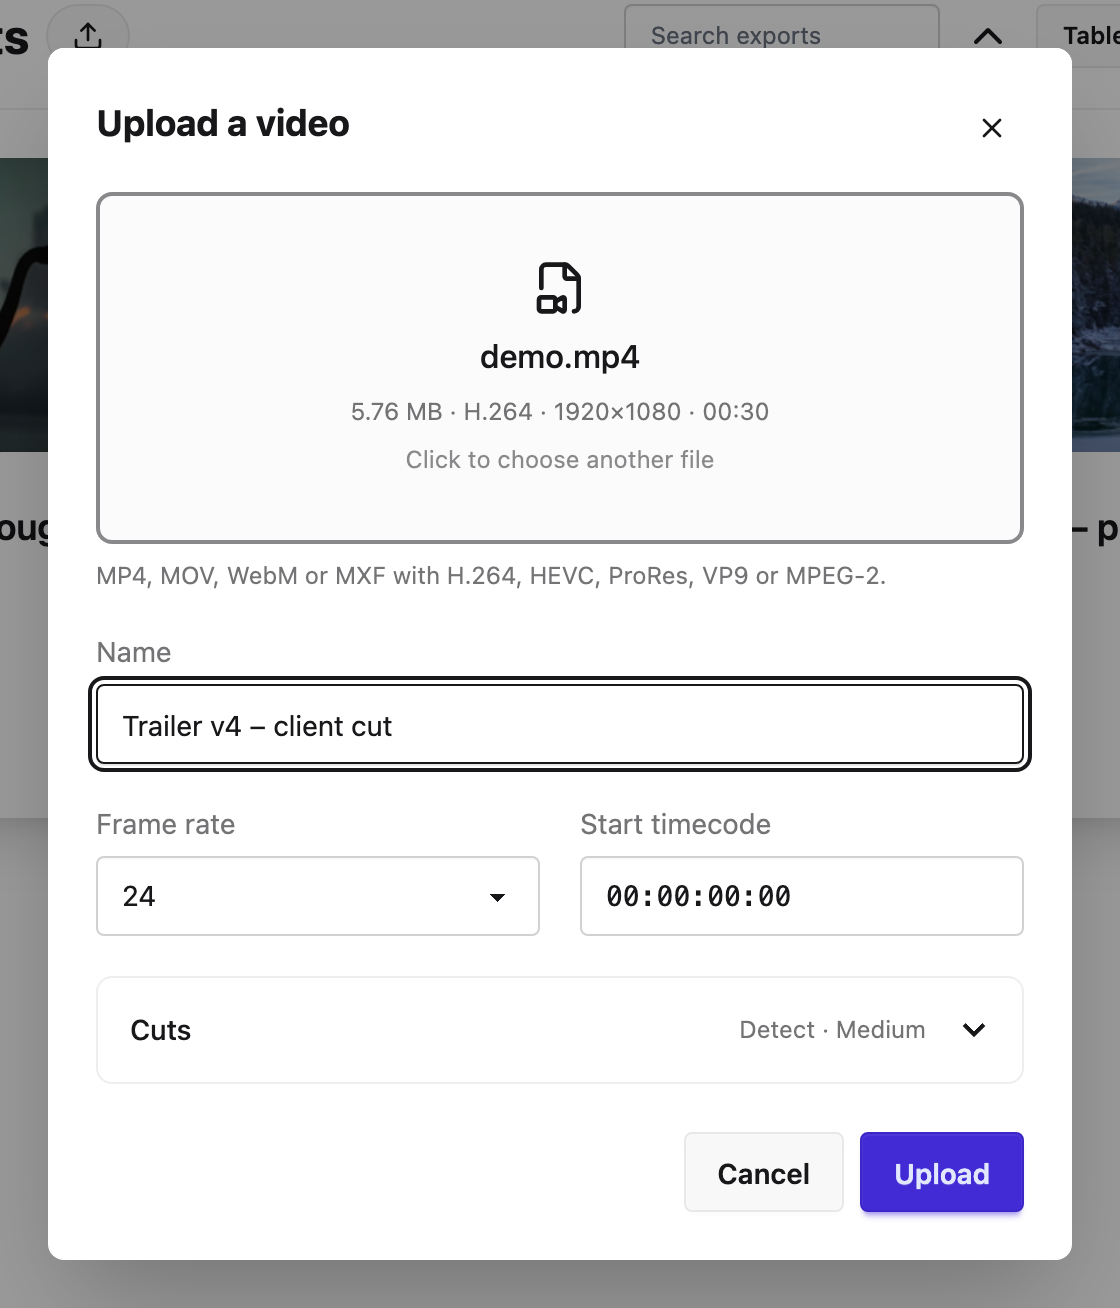 ts
Search exports
Table
Upload a video
demo.mp4
5.76 MB · H.264 · 1920×1080 · 00:30
Click to choose another file
MP4, MOV, WebM or MXF with H.264, HEVC, ProRes, VP9 or MPEG-2.
Name
Trailer v4 – client cut
Frame rate
Start timecode
24
00:00:00:00
Cuts
Detect · Medium
Cancel
Upload